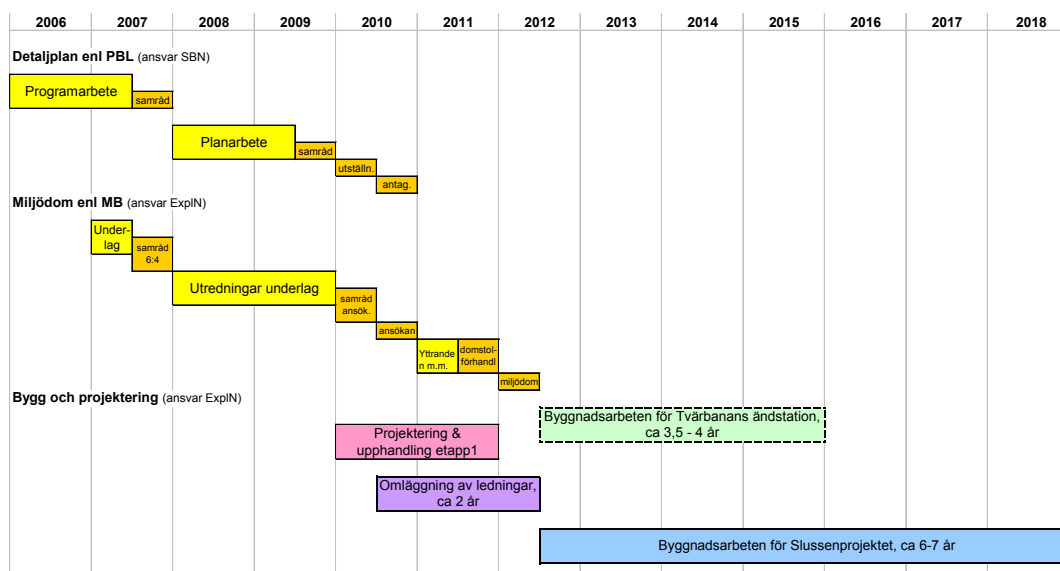 2006 2007 2008 2009 2010 2011 2012 2013 2014 2015 2016 2017 2018
Detaljplan enl PBL (ansvar SBN)
Programarbete
samråd
Planarbete
samråd
utställn.
antag.
Miljödom enl MB (ansvar ExplN)
Under-
lag
samråd
6:4
Utredningar underlag
samråd
ansök.
ansökan
Yttrande
n m.m.
domstol-
förhandl
miljödom
Bygg och projektering (ansvar ExplN)
Byggnadsarbeten för Tvärbanans ändstation,
ca 3,5 - 4 år
Projektering &
upphandling etapp1
Omläggning av ledningar,
ca 2 år
Byggnadsarbeten för Slussenprojektet, ca 6-7 år